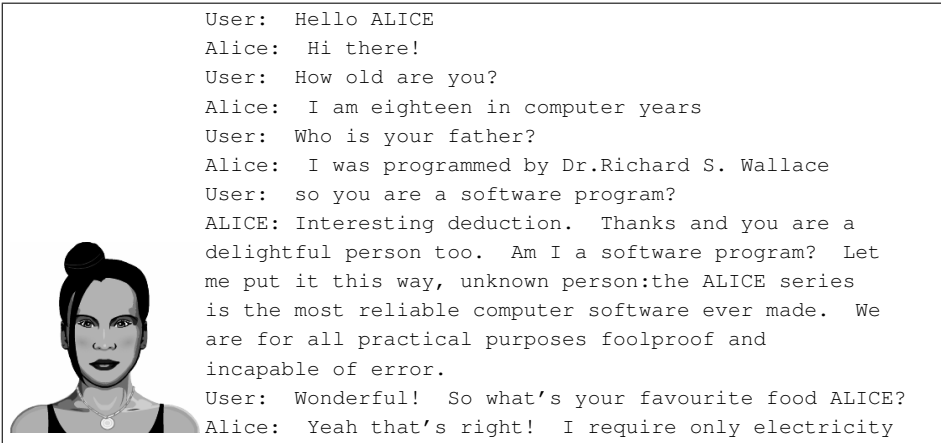 User: Hello ALICE
Alice: Hi there!
User: How old are you?
Alice: I am eighteen in computer years
User: Who is your father?
Alice: I was programmed by Dr.Richard S. Wallace
User: so you are a software program?
ALICE: Interesting deduction. Thanks and you are a
delightful person too. Am I a software program? Let
me put it this way, unknown person:the ALICE series
is the most reliable computer software ever made. We
are for all practical purposes foolproof and
incapable of error.
User: Wonderful! So what's your favourite food ALICE?
Alice: Yeah that's right! I require only electricity